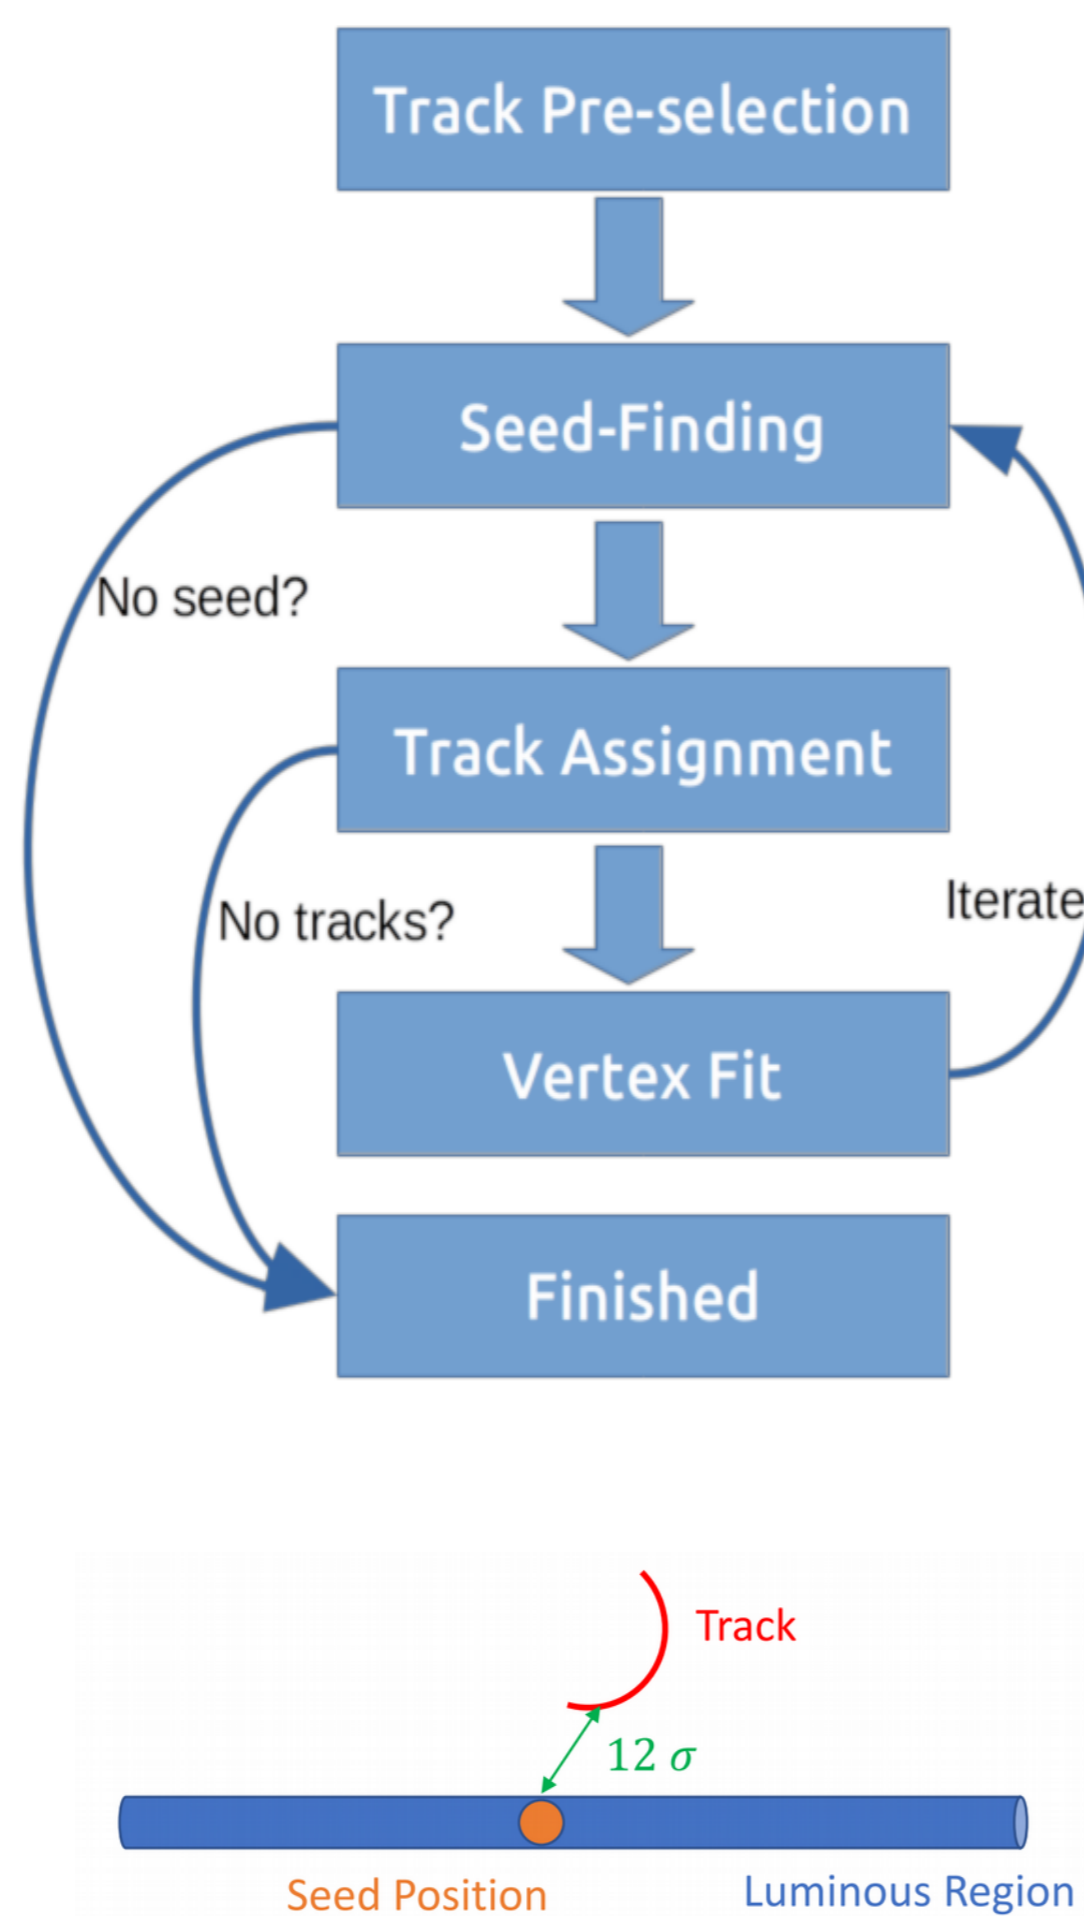 Track Pre-selection
Seed-Finding
No seed?
Track Assignment
No tracks?
Iterate
Vertex Fit
Finished
Track
12 σ
Seed Position
Luminous Region